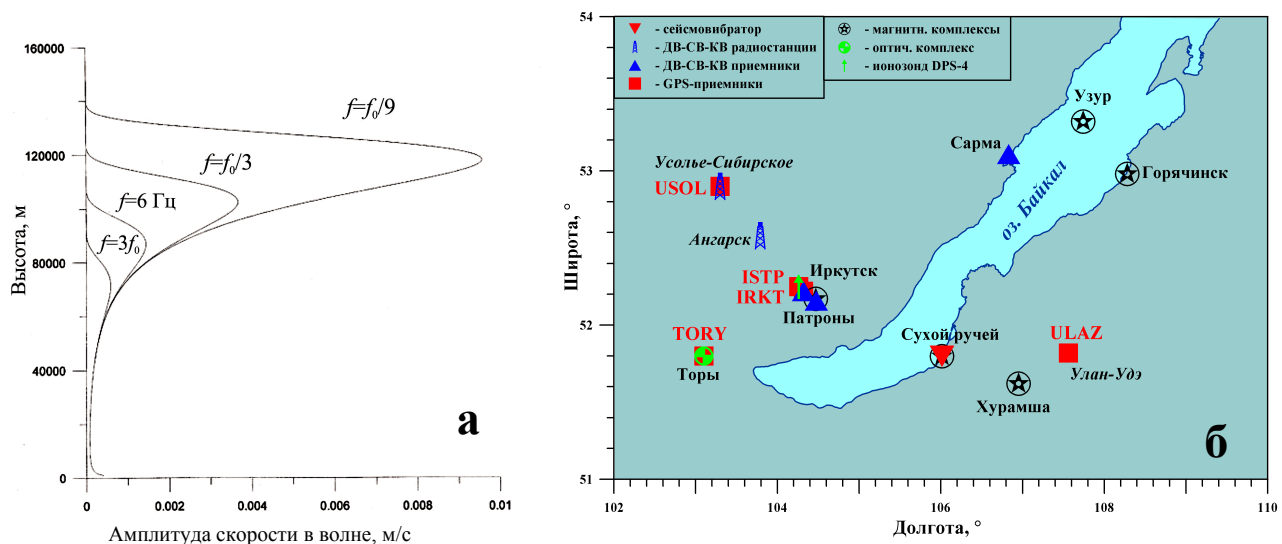 160000
120000
80000
40000
0
Высота, м
f=f₀/9
f=f₀/3
f=6 Гц
f=3f₀
а
0
0.002
0.004
0.006
0.008
0.01
Амплитуда скорости в волне, м/с
54
53
52
51
Широта, °
- сейсмовибратор
- ДВ-СВ-КВ радиостанции
- ДВ-СВ-КВ приемники
- GPS-приемники
- магнитн. комплексы
- оптич. комплекс
- ионозонд DPS-4
Узур
Сарма
Горячинск
Усолье-Сибирское
USOL
оз. Байкал
Ангарск
ISTP
Иркутск
IRKT
Патроны
TORY
Торы
Сухой ручей
ULAZ
Улан-Удэ
Хурамша
б
102
104
106
108
110
Долгота, °